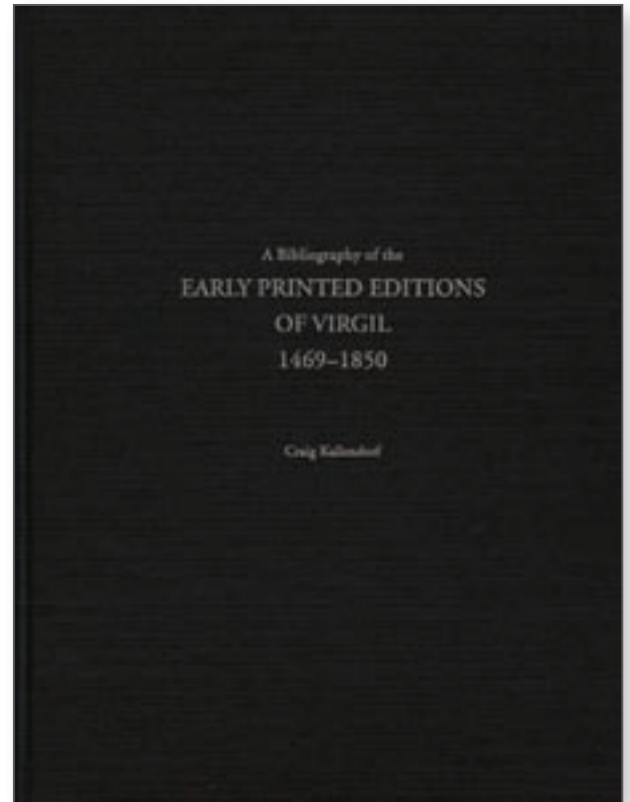 A Bibliography of the
EARLY PRINTED EDITIONS
OF VIRGIL
1469–1850
Craig Kallendorf